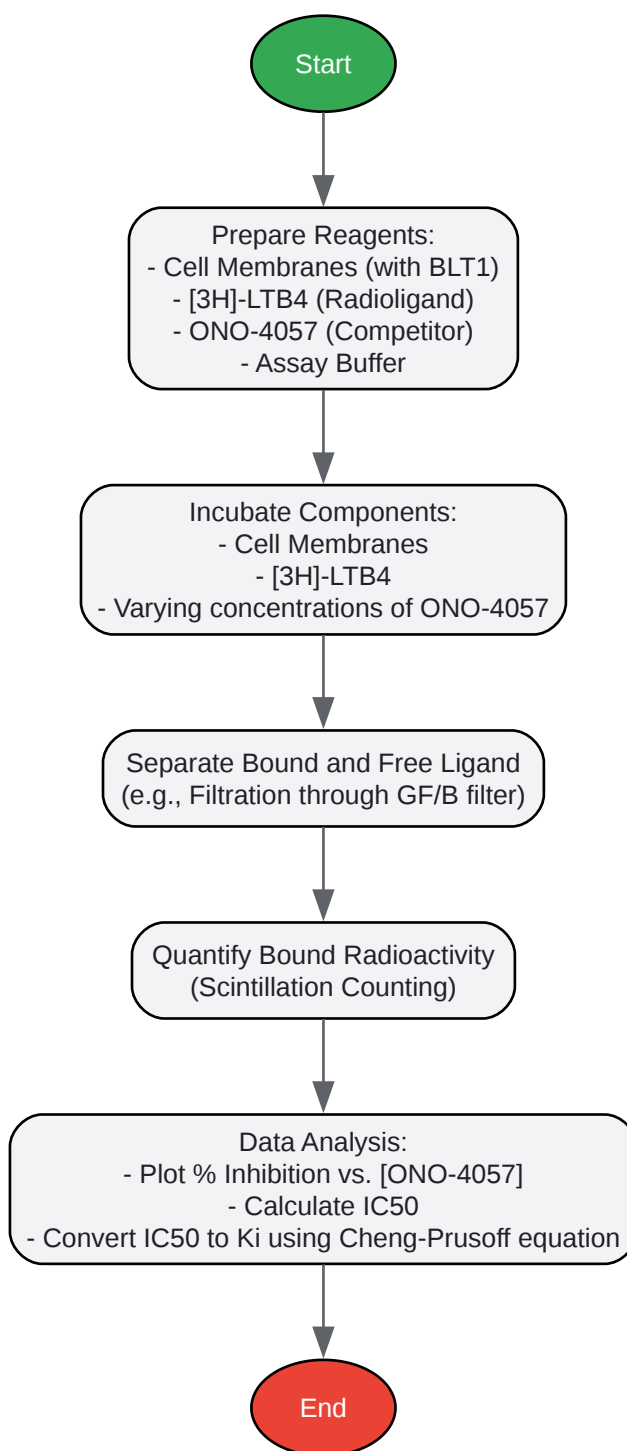 Start
Prepare Reagents:
- Cell Membranes (with BLT1)
- [3H]-LTB4 (Radioligand)
- ONO-4057 (Competitor)
- Assay Buffer
Incubate Components:
- Cell Membranes
- [3H]-LTB4
- Varying concentrations of ONO-4057
Separate Bound and Free Ligand
(e.g., Filtration through GF/B filter)
Quantify Bound Radioactivity
(Scintillation Counting)
Data Analysis:
- Plot % Inhibition vs. [ONO-4057]
- Calculate IC50
- Convert IC50 to Ki using Cheng-Prusoff equation
End